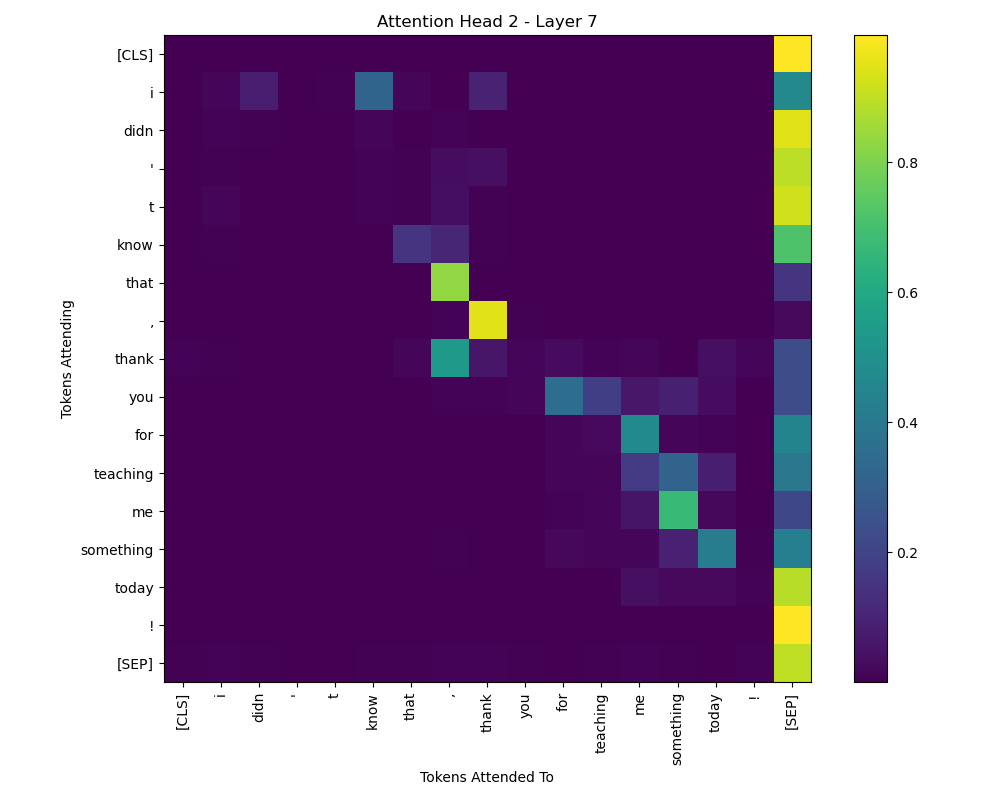 Attention Head 2 - Layer 7
Tokens Attending
[CLS]
i
didn
'
t
know
that
,
thank
you
for
teaching
me
something
today
!
[SEP]
[CLS]
i
didn
'
t
know
that
,
thank
you
for
teaching
me
something
today
!
[SEP]
Tokens Attended To
0.8
0.6
0.4
0.2